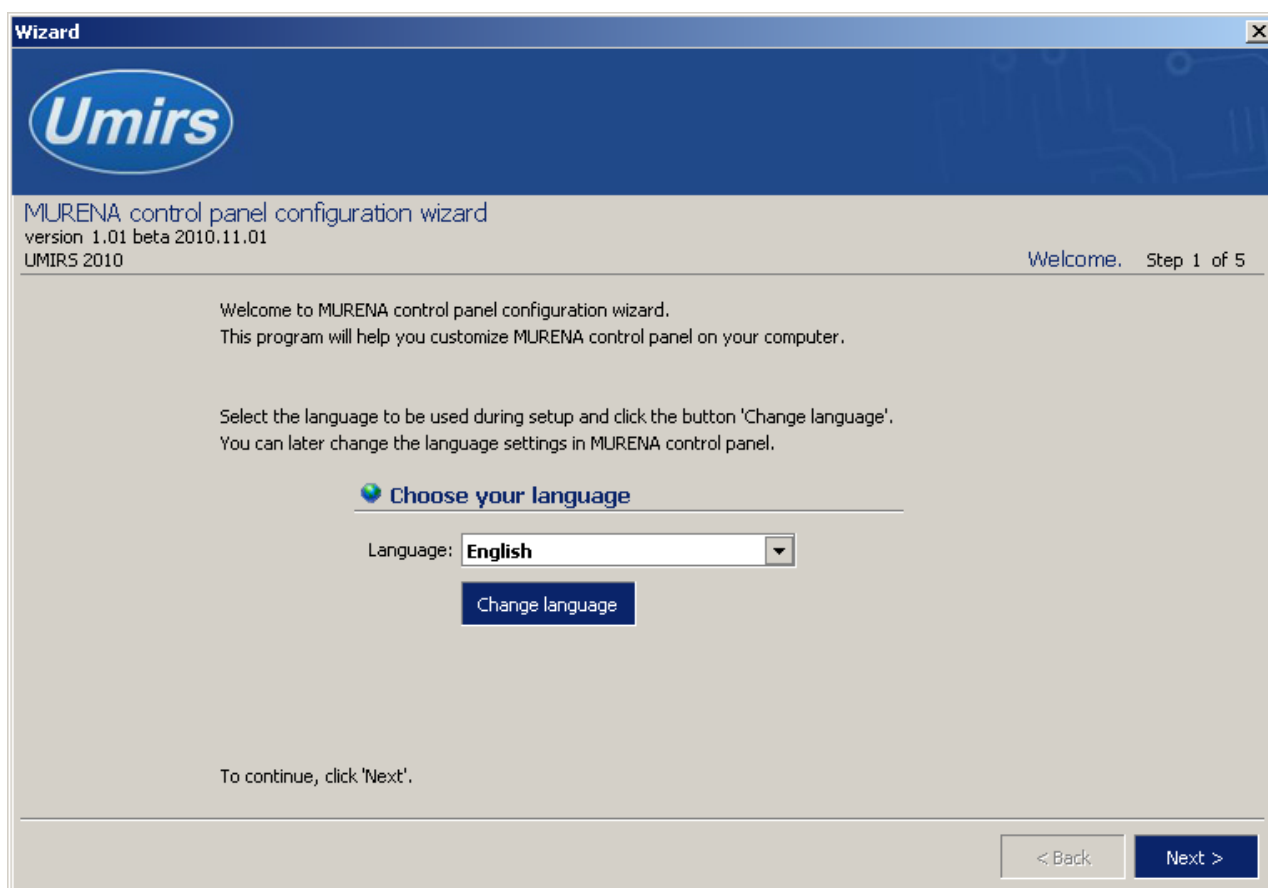 Wizard
Umirs
MURENA control panel configuration wizard
version 1.01 beta 2010.11.01
UMIRS 2010
Welcome. Step 1 of 5
Welcome to MURENA control panel configuration wizard.
This program will help you customize MURENA control panel on your computer.
Select the language to be used during setup and click the button 'Change language'.
You can later change the language settings in MURENA control panel.
Choose your language
Language: English
Change language
To continue, click 'Next'.
< Back Next >